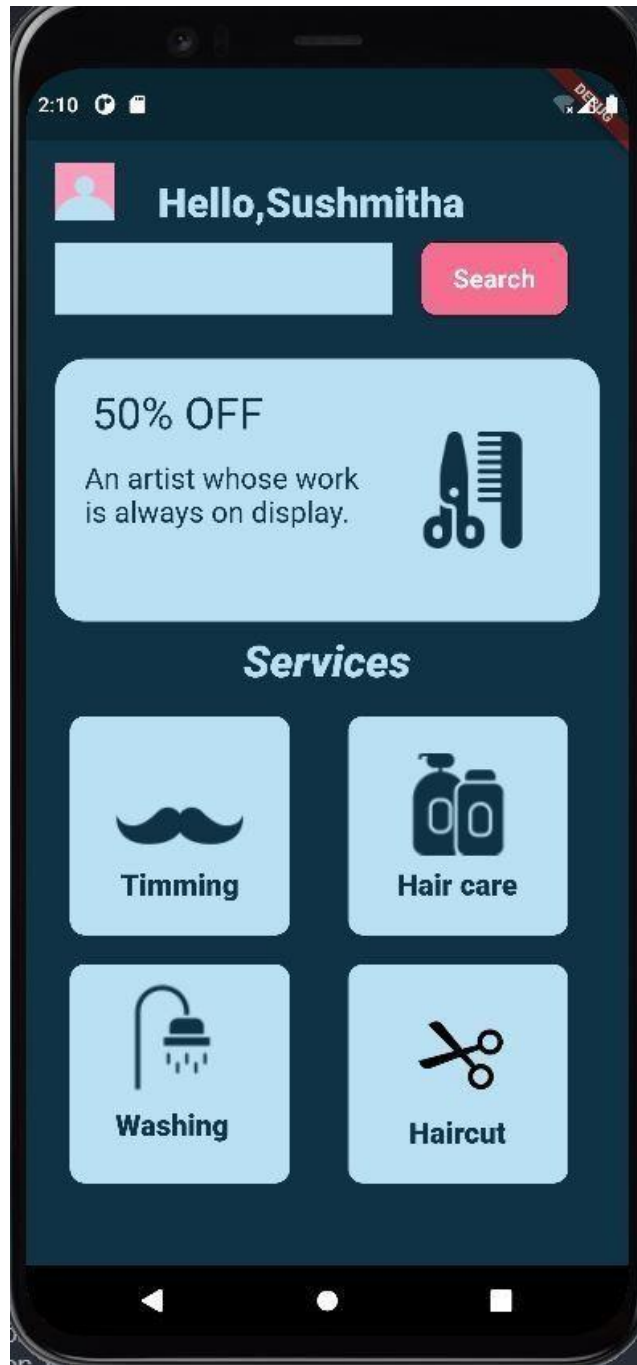 2:10
DEBUG
Hello,Sushmitha
Search
50% OFF
An artist whose work
is always on display.
Services
Timming
Hair care
Washing
Haircut